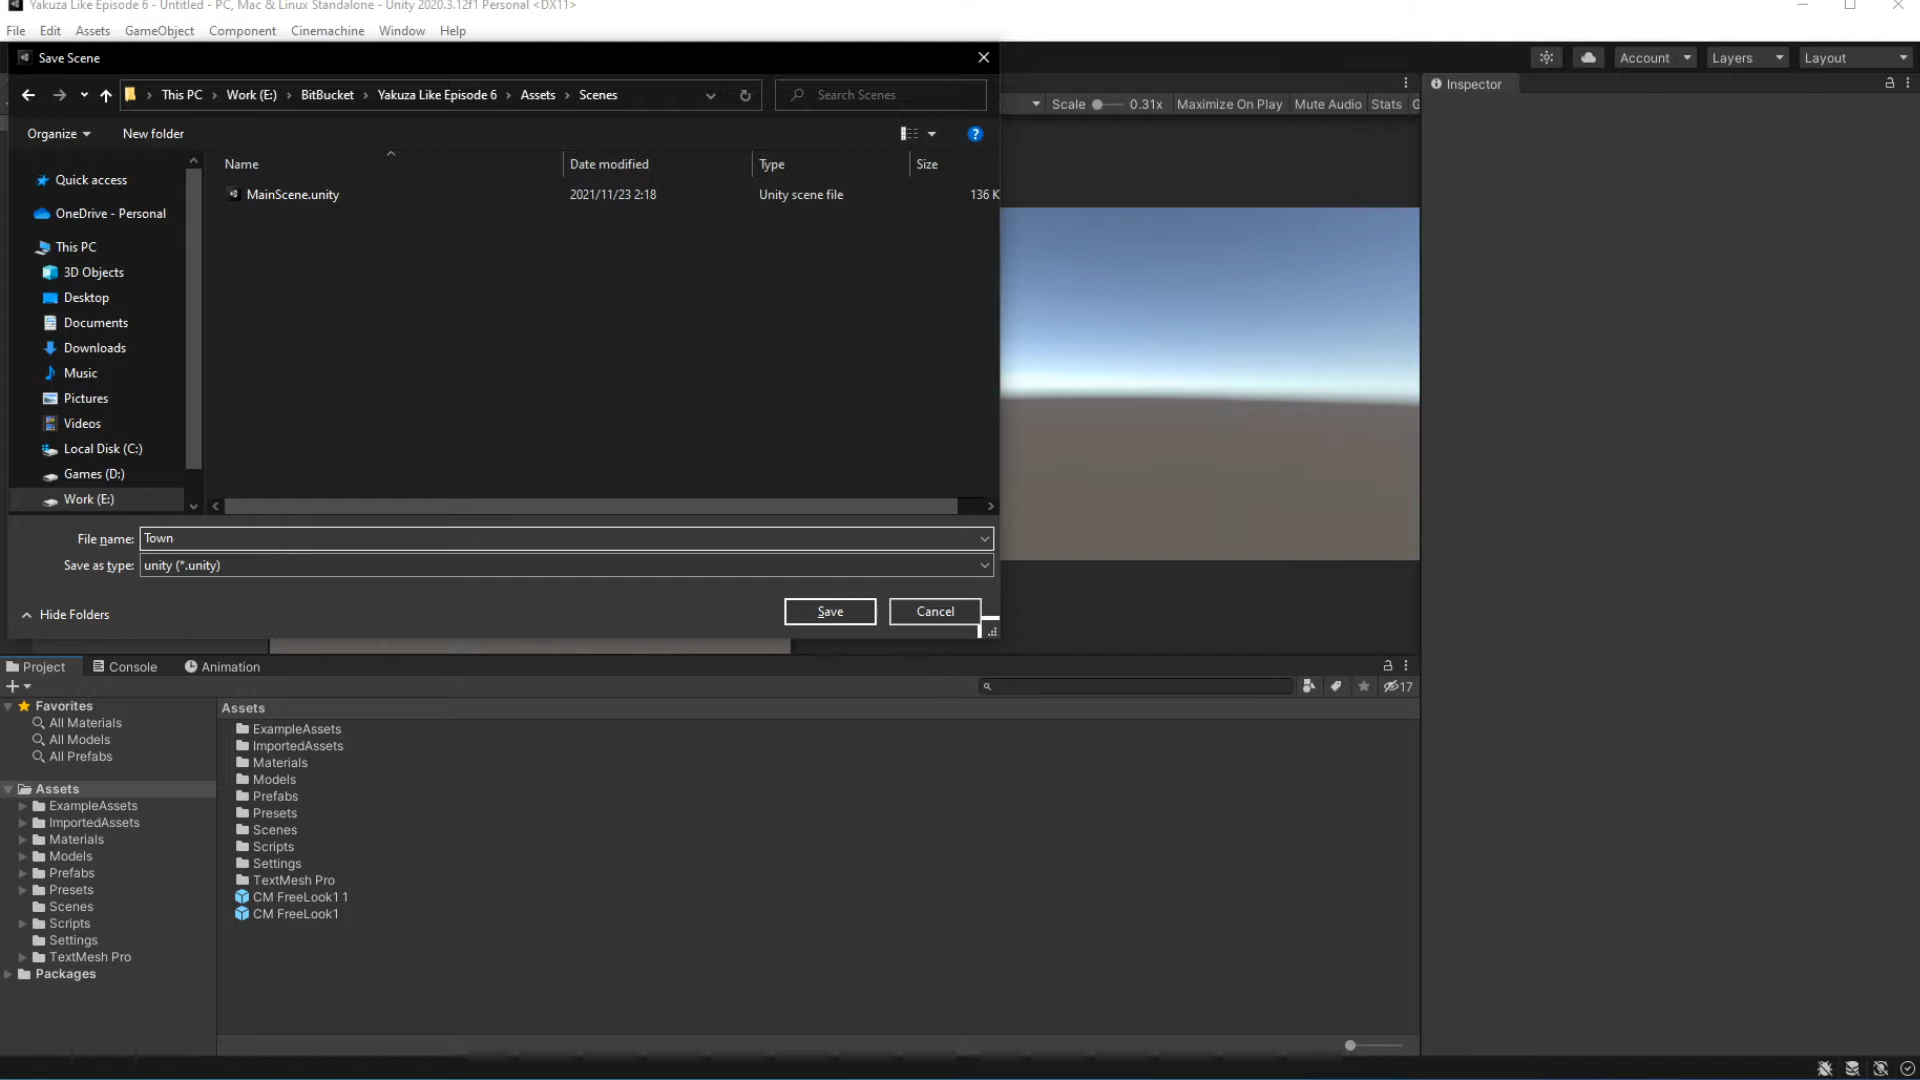 Yakuza Like Episode 6 - Untitled - PC, Mac & Linux Standalone - Unity 2020.3.12f1 Personal <DX11>
File Edit Assets GameObject Component Cinemachine Window Help
Save Scene
Account Layers Layout
This PC › Work (E:) › BitBucket › Yakuza Like Episode 6 › Assets › Scenes
Search Scenes
Inspector
Scale 0.31x Maximize On Play Mute Audio Stats G
Organize New folder
Name Date modified Type Size
MainScene.unity 2021/11/23 2:18 Unity scene file 136 K
Quick access
OneDrive - Personal
This PC
3D Objects
Desktop
Documents
Downloads
Music
Pictures
Videos
Local Disk (C:)
Games (D:)
Work (E:)
File name: Town
Save as type: unity (*.unity)
Hide Folders
Save Cancel
Project Console Animation
17
Favorites
All Materials
All Models
All Prefabs
Assets
ExampleAssets
ImportedAssets
Materials
Models
Prefabs
Presets
Scenes
Scripts
Settings
TextMesh Pro
Packages
Assets
ExampleAssets
ImportedAssets
Materials
Models
Prefabs
Presets
Scenes
Scripts
Settings
TextMesh Pro
CM FreeLook1 1
CM FreeLook1